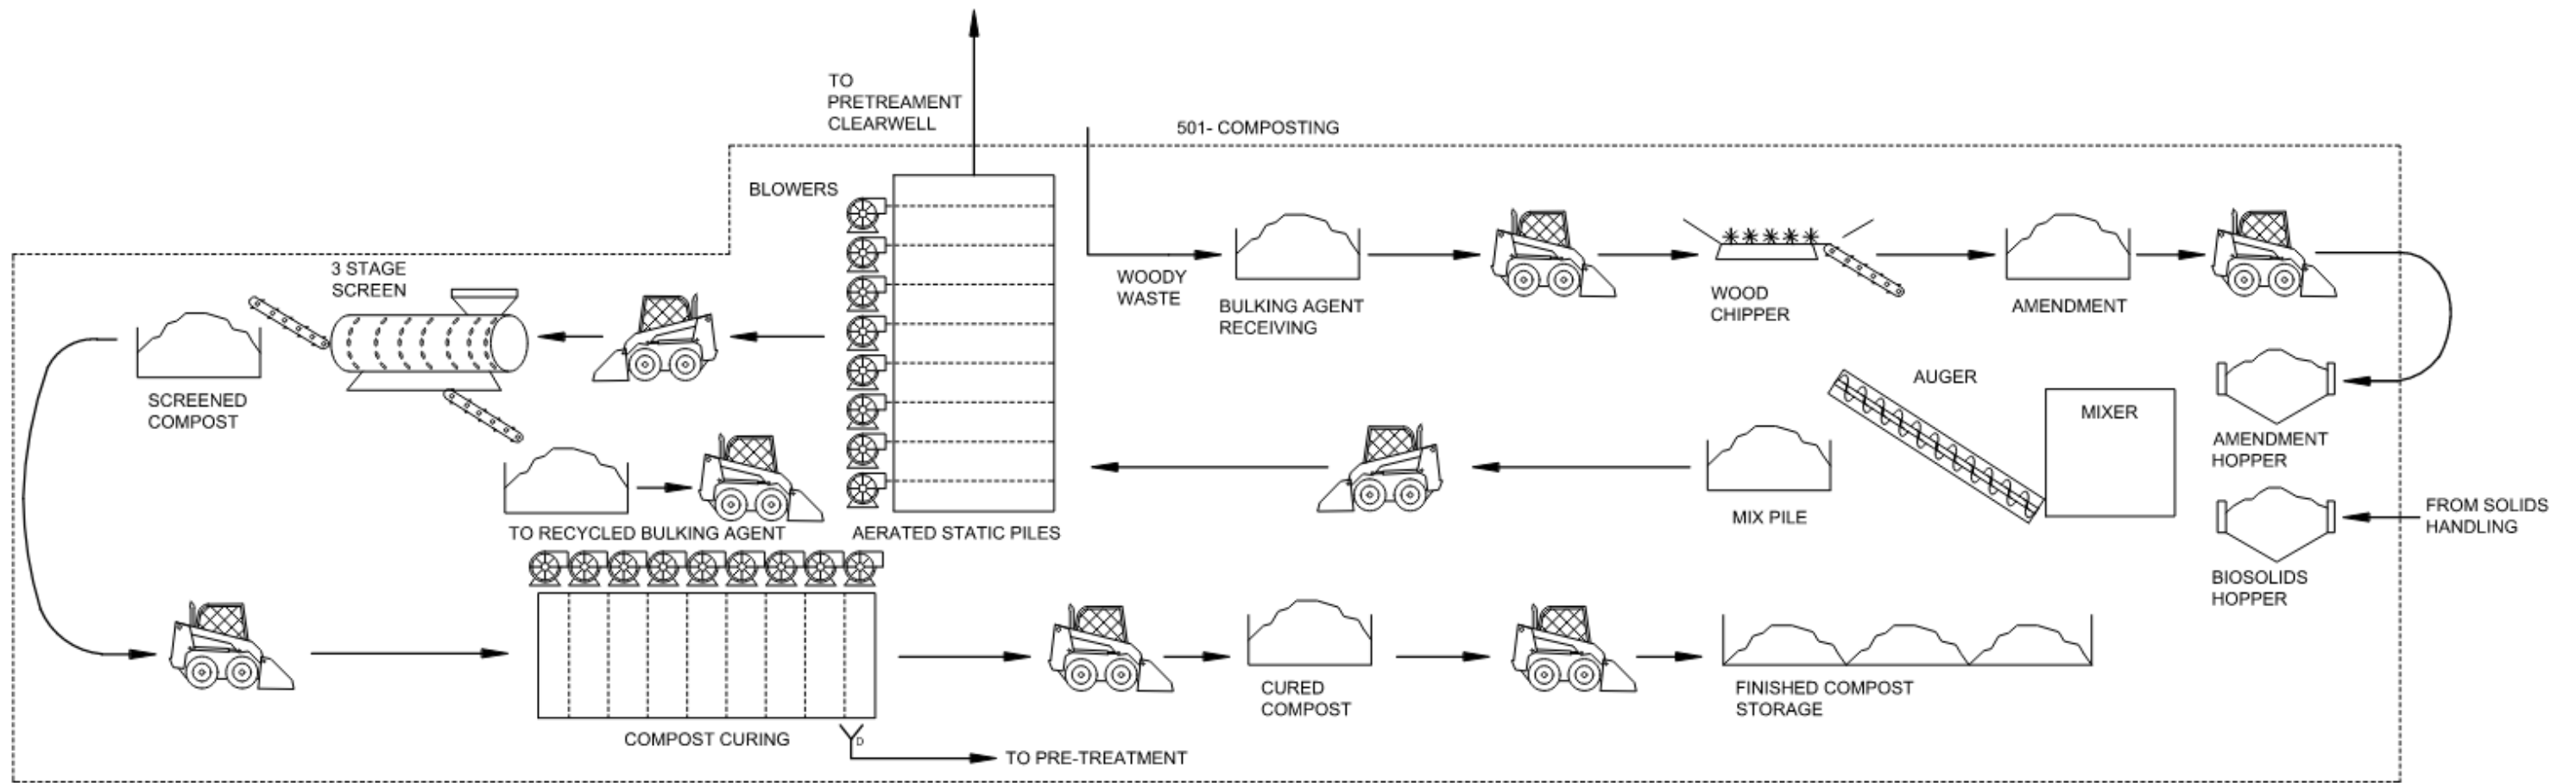 TO
PRETREAMENT
CLEARWELL
501- COMPOSTING
BLOWERS
3 STAGE
SCREEN
WOODY
WASTE
BULKING AGENT
RECEIVING
WOOD
CHIPPER
AMENDMENT
SCREENED
COMPOST
AUGER
MIXER
AMENDMENT
HOPPER
MIX PILE
FROM SOLIDS
HANDLING
TO RECYCLED BULKING AGENT
AERATED STATIC PILES
BIOSOLIDS
HOPPER
CURED
COMPOST
FINISHED COMPOST
STORAGE
COMPOST CURING
D
TO PRE-TREATMENT